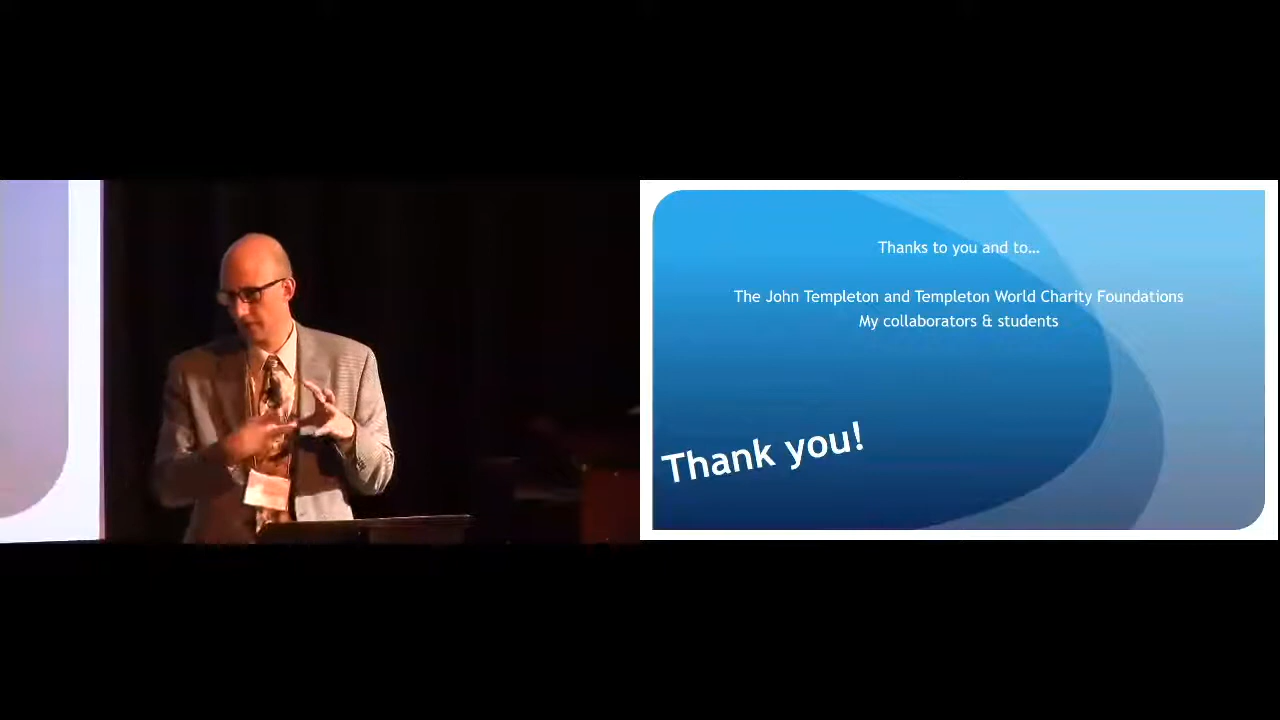 Thanks to you and to…
The John Templeton and Templeton World Charity Foundations
My collaborators & students
Thank you!